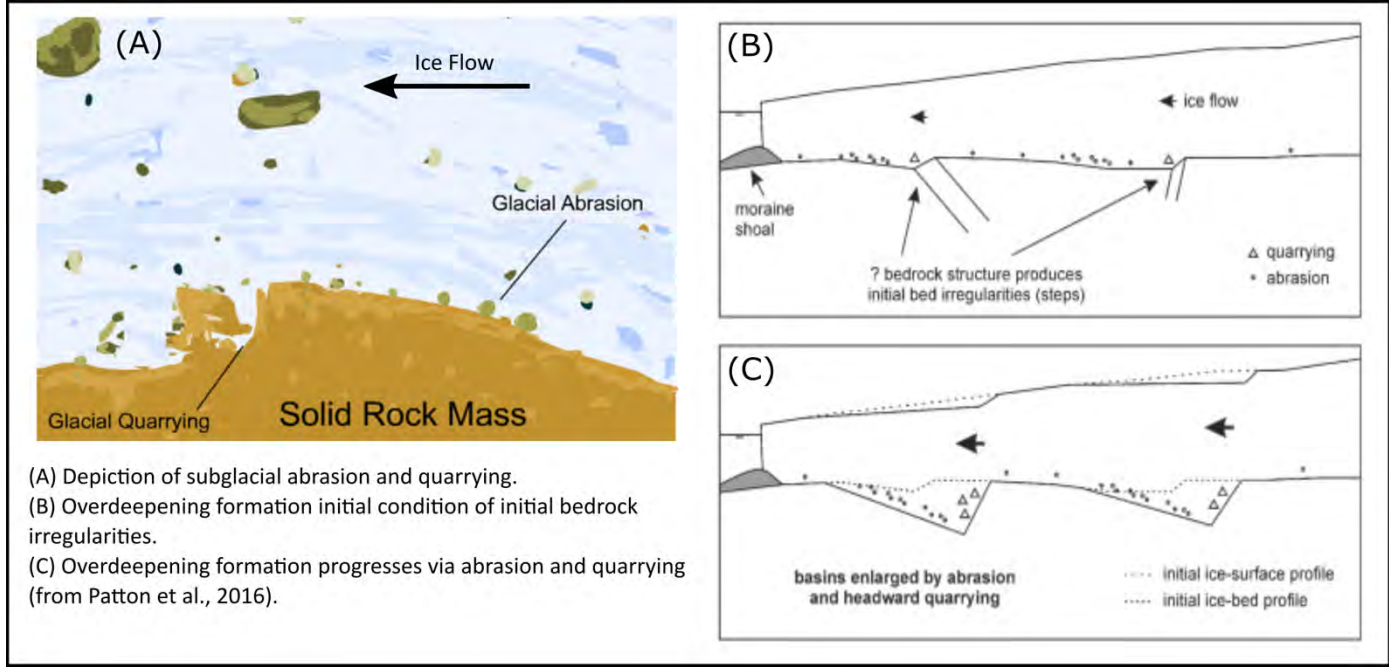 (A)
Ice Flow
Glacial Abrasion
Glacial Quarrying
Solid Rock Mass
(A) Depiction of subglacial abrasion and quarrying.
(B) Overdeepening formation initial condition of initial bedrock
irregularities.
(C) Overdeepening formation progresses via abrasion and quarrying
(from Patton et al., 2016).
(B)
ice flow
moraine
shoal
? bedrock structure produces
initial bed irregularities (steps)
quarrying
abrasion
(C)
basins enlarged by abrasion
and headward quarrying
initial ice-surface profile
initial ice-bed profile